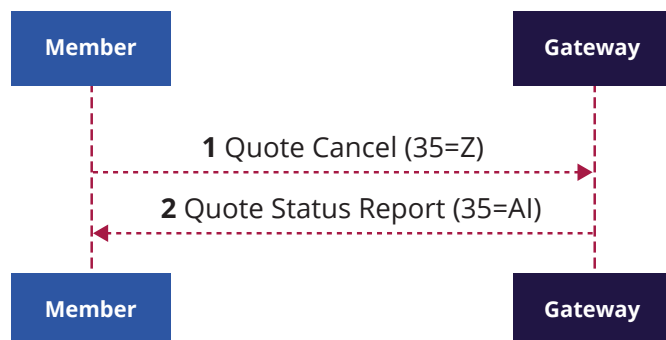 Member
Gateway
1 Quote Cancel (35=Z)
2 Quote Status Report (35=AI)
Member
Gateway